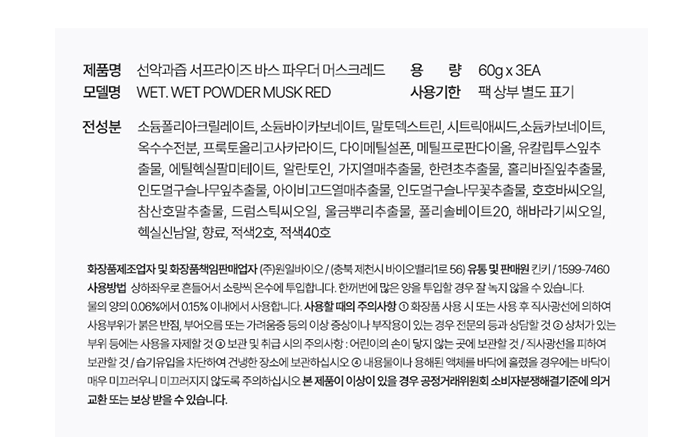 제품명 선악과즙 서프라이즈 바스 파우더 머스크레드 용 량 60g x 3EA
모델명 WET. WET POWDER MUSK RED 사용기한 팩 상부 별도 표기
전성분 소듐폴리아크릴레이트, 소듐바이카보네이트, 말토덱스트린, 시트릭애씨드,소듐카보네이트,
옥수수전분, 프룩토올리고사카라이드, 다이메틸설폰, 메틸프로판다이올, 유칼립투스잎추
출물, 에틸헥실팔미테이트, 알란토인, 가지열매추출물, 한련초추출물, 홀리바질잎추출물,
인도멀구슬나무잎추출물, 아이비고드열매추출물, 인도멀구슬나무꽃추출물, 호호바씨오일,
참산호말추출물, 드럼스틱씨오일, 울금뿌리추출물, 폴리솔베이트20, 해바라기씨오일,
헥실신남알, 향료, 적색2호, 적색40호
화장품제조업자 및 화장품책임판매업자 (주)원일바이오 / (충북 제천시 바이오밸리1로 56) 유통 및 판매원 킨키 / 1599-7460
사용방법 상하좌우로 흔들어서 소량씩 온수에 투입합니다. 한꺼번에 많은 양을 투입할 경우 잘 녹지 않을 수 있습니다.
물의 양의 0.06%에서 0.15% 이내에서 사용합니다. 사용할 때의 주의사항 ① 화장품 사용 시 또는 사용 후 직사광선에 의하여
사용부위가 붉은 반점, 부어오름 또는 가려움증 등의 이상 증상이나 부작용이 있는 경우 전문의 등과 상담할 것 ② 상처가 있는
부위 등에는 사용을 자제할 것 ③ 보관 및 취급 시의 주의사항 : 어린이의 손이 닿지 않는 곳에 보관할 것 / 직사광선을 피하여
보관할 것 / 습기유입을 차단하여 건냉한 장소에 보관하십시오 ④ 내용물이나 용해된 액체를 바닥에 흘렸을 경우에는 바닥이
매우 미끄러우니 미끄러지지 않도록 주의하십시오 본 제품이 이상이 있을 경우 공정거래위원회 소비자분쟁해결기준에 의거
교환 또는 보상 받을 수 있습니다.